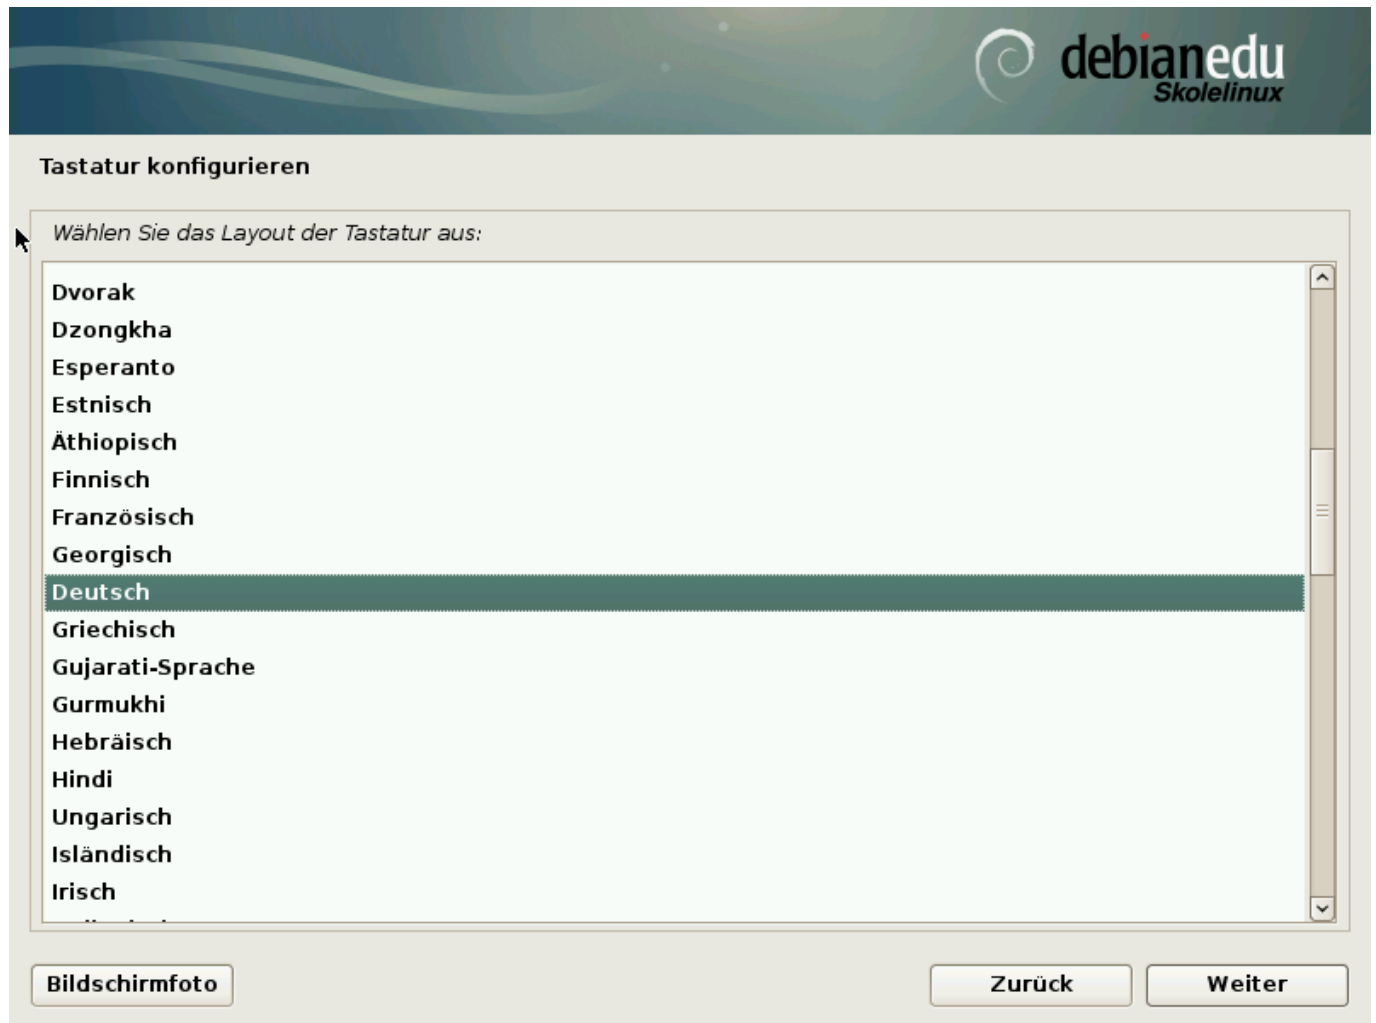 debianedu
Skolelinux
Tastatur konfigurieren
Wählen Sie das Layout der Tastatur aus:
Dvorak
Dzongkha
Esperanto
Estnisch
Äthiopisch
Finnisch
Französisch
Georgisch
Deutsch
Griechisch
Gujarati-Sprache
Gurmukhi
Hebräisch
Hindi
Ungarisch
Isländisch
Irisch
Bildschirmfoto
Zurück
Weiter